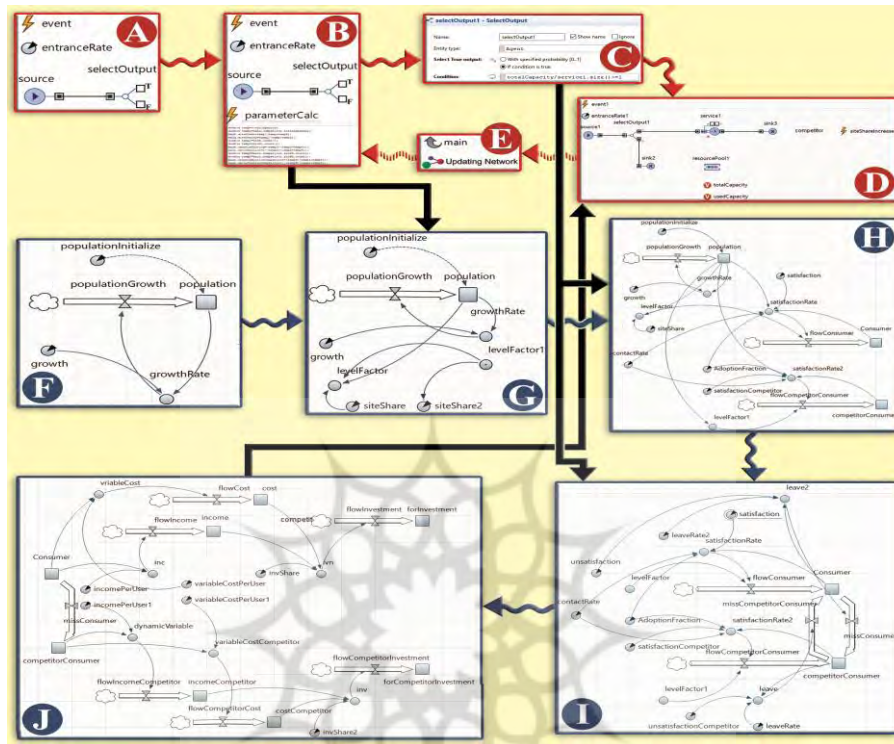 event
A
entranceRate
selectOutput
source
T
F
event
B
entranceRate
selectOutput
source
T
F
parameterCalc
selectOutput1 - SelectOutput
Name:
selectOutput1
Show name
Ignore
Entity type:
Agent
Select True output:
With specified probability [0..1]
If condition is true
Condition:
C
main
E
Updating Network
event1
entranceRate1
selectOutput1
source1
service1
sink3
competitor
sink2
resourcePool1
totalCapacity
usedCapacity
D
populationInitialize
populationGrowth
population
growth
growthRate
F
populationInitialize
populationGrowth
population
growthRate
growth
levelFactor1
levelFactor
siteShare
siteShare2
G
populationInitialize
H
populationGrowth
population
growthRate
satisfaction
growth
levelFactor
satisfactionRate
siteShare
Consumer
flowConsumer
contactRate
AdoptionFraction
satisfactionRate2
satisfactionCompetitor
flowCompetitorConsumer
levelFactor1
competitorConsumer
vriableCost
flowCost
cost
flowIncome
income
flowInvestment
forInvestment
Consumer
inc
invShare
incomePerUser
variableCostPerUser
incomePerUser1
variableCostPerUser1
missConsumer
dynamicVariable
variableCostCompetitor
competitorConsumer
flowCompetitorInvestment
flowIncomeCompetitor
incomeCompetitor
inv
forCompetitorInvestment
flowCompetitorCost
costCompetitor
invShare2
J
leave2
satisfaction
leaveRate2
satisfactionRate
unsatisfaction
levelFactor
flowConsumer
Consumer
contactRate
missCompetitorConsumer
AdoptionFraction
satisfactionRate2
missConsumer
satisfactionCompetitor
flowCompetitorConsumer
competitorConsumer
levelFactor1
leave
unsatisfactionCompetitor
leaveRate
I